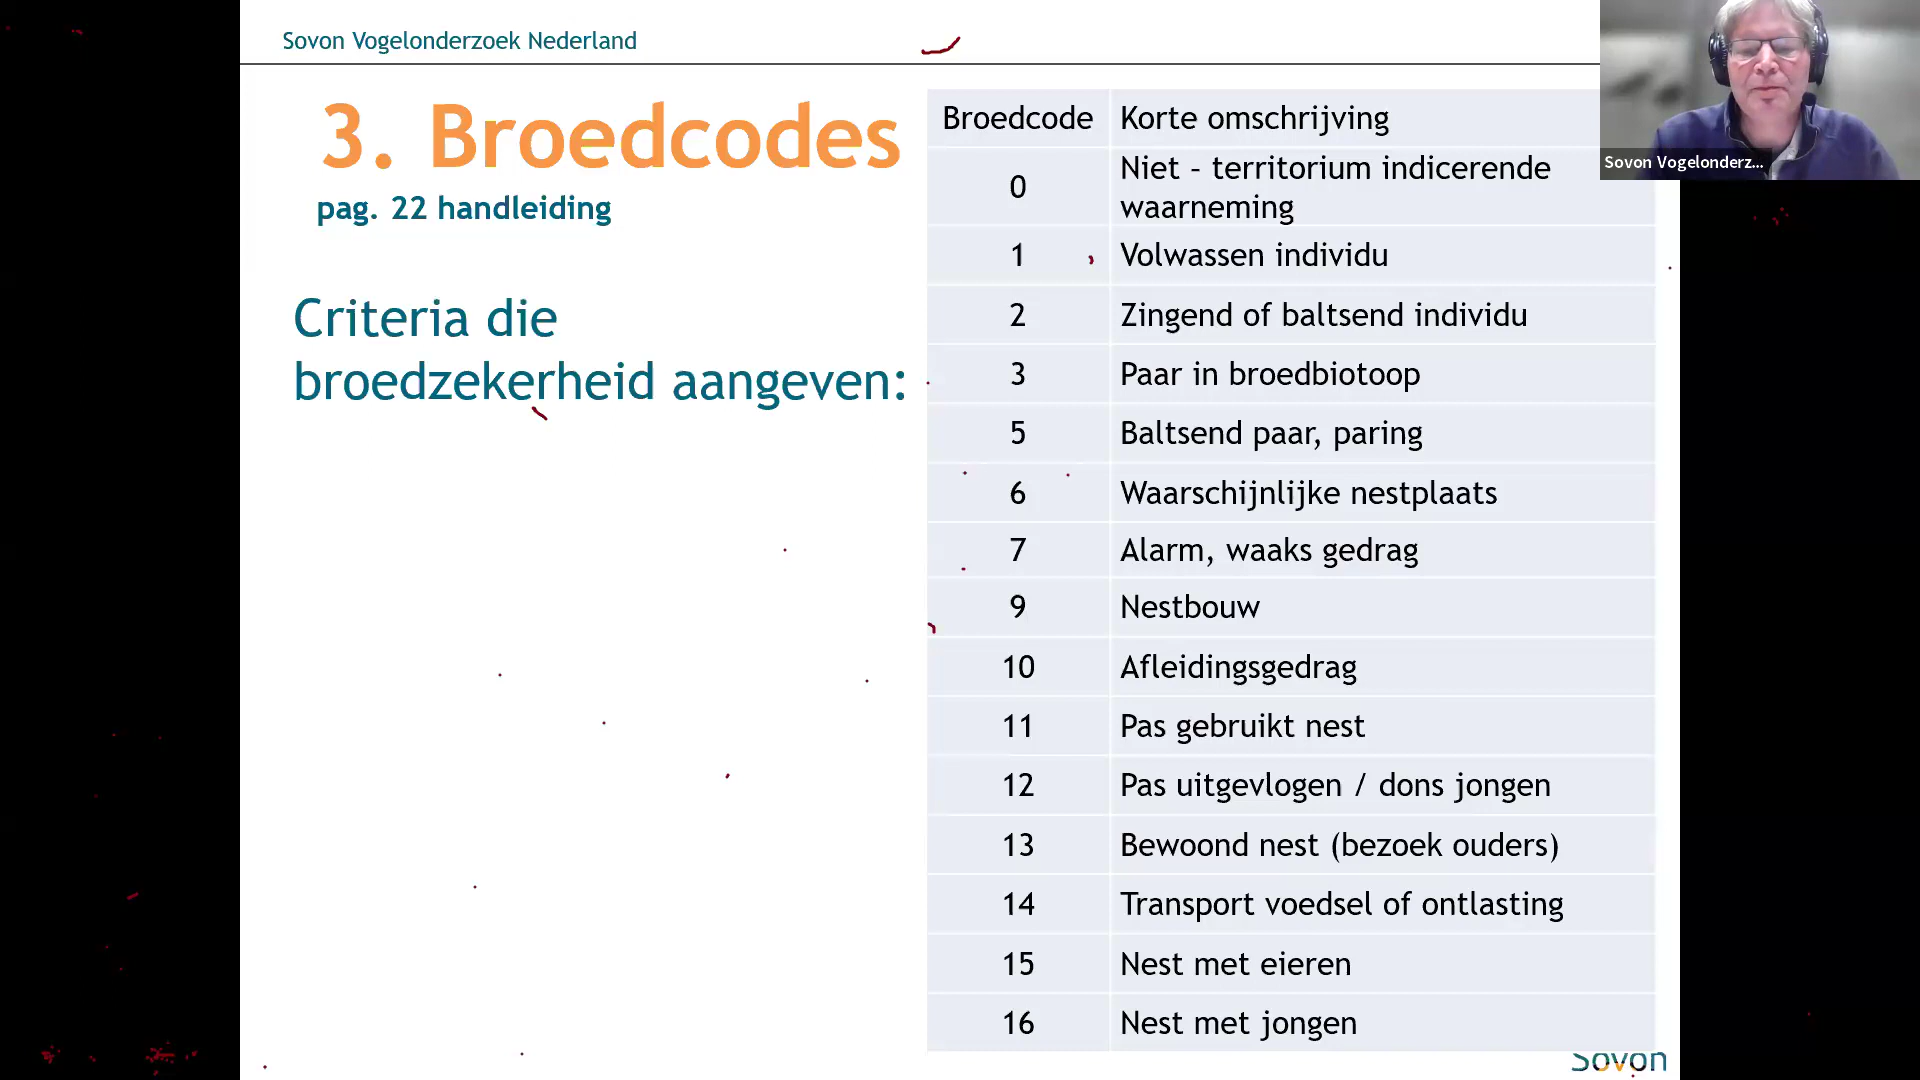 Sovon Vogelonderzoek Nederland
3. Broedcodes
pag. 22 handleiding
Criteria die
broedzekerheid aangeven:
Broedcode Korte omschrijving
0 Niet - territorium indicerende
waarneming
1 Volwassen individu
2 Zingend of baltsend individu
3 Paar in broedbiotoop
5 Baltsend paar, paring
6 Waarschijnlijke nestplaats
7 Alarm, waaks gedrag
9 Nestbouw
10 Afleidingsgedrag
11 Pas gebruikt nest
12 Pas uitgevlogen / dons jongen
13 Bewoond nest (bezoek ouders)
14 Transport voedsel of ontlasting
15 Nest met eieren
16 Nest met jongen
Sovon Vogelonderz...
Sovon